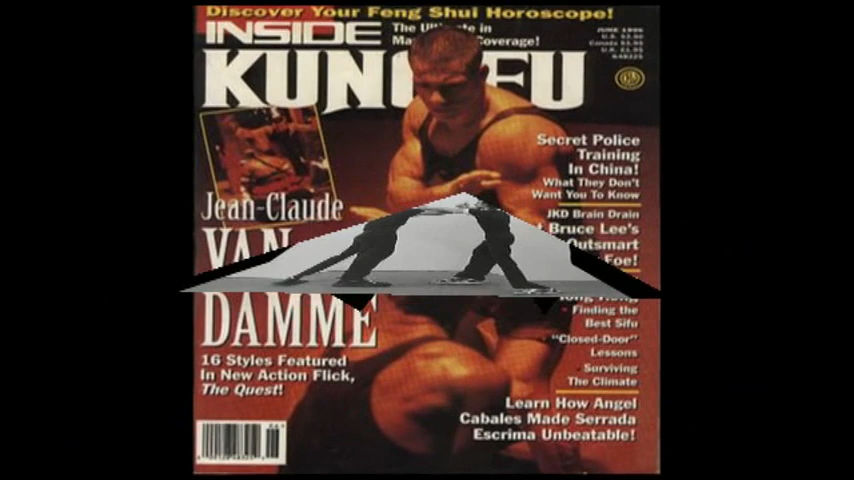 Discover Your Feng Shui Horoscope!
INSIDE
The Ultimate in
Coverage!
KUNG FU
JUNE 1996
Secret Police
Training
In China!
What They Don't
Want You To Know
JKD Brain Drain
Bruce Lee's
Outsmart
Foe!
Jean-Claude
VAN
DAMME
16 Styles Featured
In New Action Flick,
The Quest!
Finding the
Best Sifu
"Closed-Door"
Lessons
Surviving
The Climate
Learn How Angel
Cabales Made Serrada
Escrima Unbeatable!